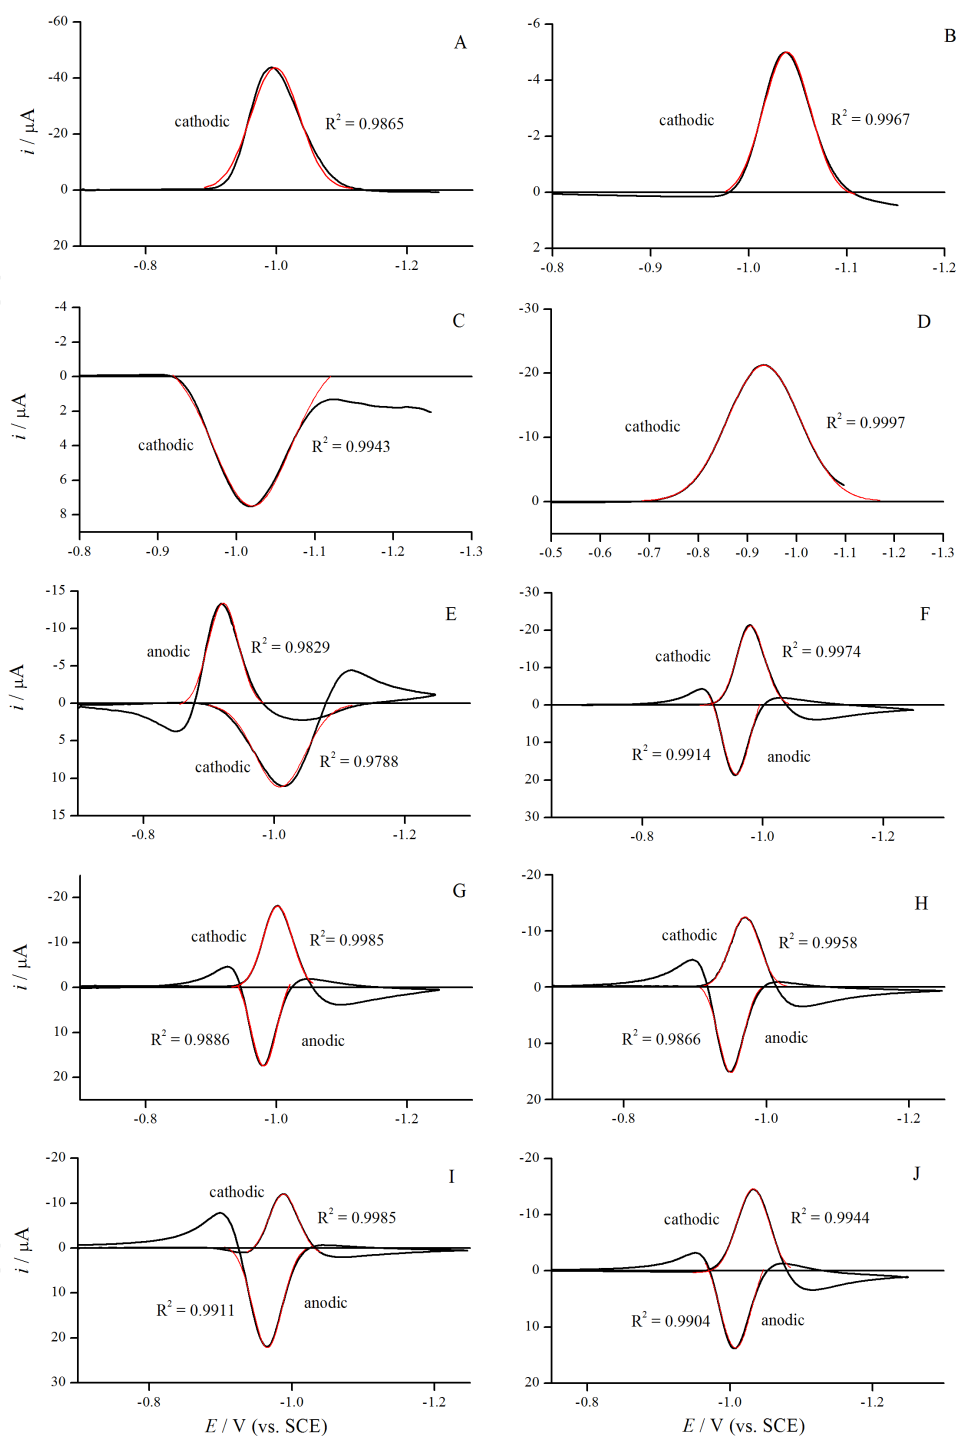 A
-60
-40
-20
0
20
i / μA
cathodic
R² = 0.9865
-0.8
-1.0
-1.2
B
-6
-4
-2
0
2
cathodic
R² = 0.9967
-0.8
-0.9
-1.0
-1.1
-1.2
C
-4
-2
0
2
4
6
8
i / μA
cathodic
R² = 0.9943
-0.8
-0.9
-1.0
-1.1
-1.2
-1.3
D
-30
-20
-10
0
cathodic
R² = 0.9997
-0.5
-0.6
-0.7
-0.8
-0.9
-1.0
-1.1
-1.2
-1.3
E
-15
-10
-5
0
5
10
15
i / μA
anodic
R² = 0.9829
cathodic
R² = 0.9788
-0.8
-1.0
-1.2
F
-30
-20
-10
0
10
20
30
cathodic
R² = 0.9974
R² = 0.9914
anodic
-0.8
-1.0
-1.2
G
-20
-10
0
10
20
i / μA
cathodic
R²= 0.9985
R² = 0.9886
anodic
-0.8
-1.0
-1.2
H
-20
-10
0
10
20
cathodic
R² = 0.9958
R² = 0.9866
anodic
-0.8
-1.0
-1.2
I
-20
-10
0
10
20
30
i / μA
cathodic
R² = 0.9985
R² = 0.9911
anodic
-0.8
-1.0
-1.2
E / V (vs. SCE)
J
-20
-10
0
10
20
cathodic
R² = 0.9944
R² = 0.9904
anodic
-0.8
-1.0
-1.2
E / V (vs. SCE)